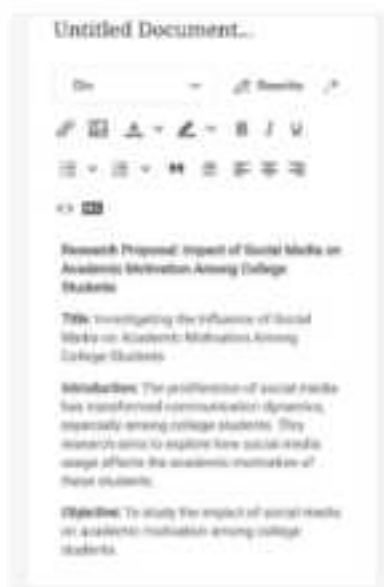 Untitled Document...
Div
Rewrite
B I U
Research Proposal: Impact of Social Media on
Academic Motivation Among College
Students
Title: Investigating the Influence of Social
Media on Academic Motivation Among
College Students
Introduction: The proliferation of social media
has transformed communication dynamics,
especially among college students. This
research aims to explore how social media
usage affects the academic motivation of
these students.
Objective: To study the impact of social media
on academic motivation among college
students.